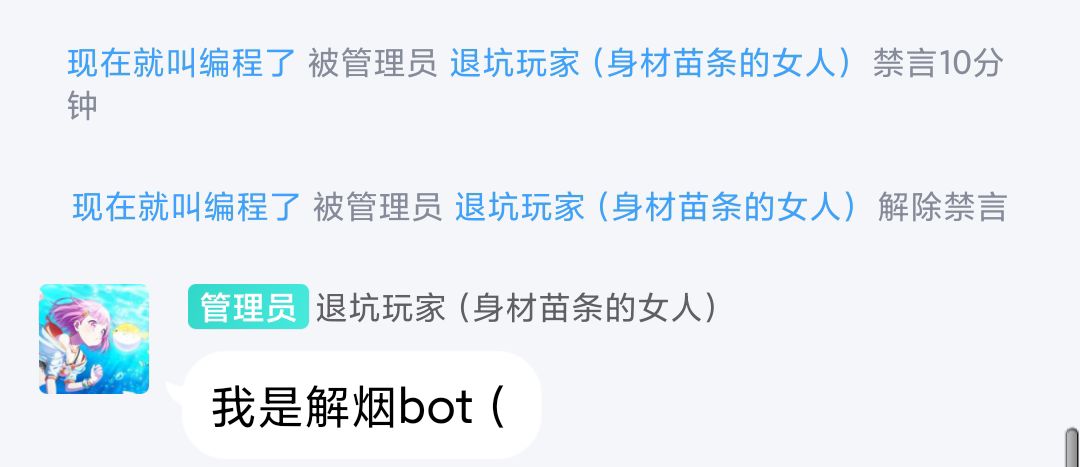 现在就叫编程了 被管理员 退坑玩家（身材苗条的女人）禁言10分
钟
现在就叫编程了 被管理员 退坑玩家（身材苗条的女人）解除禁言
管理员 退坑玩家（身材苗条的女人）
我是解烟bot（